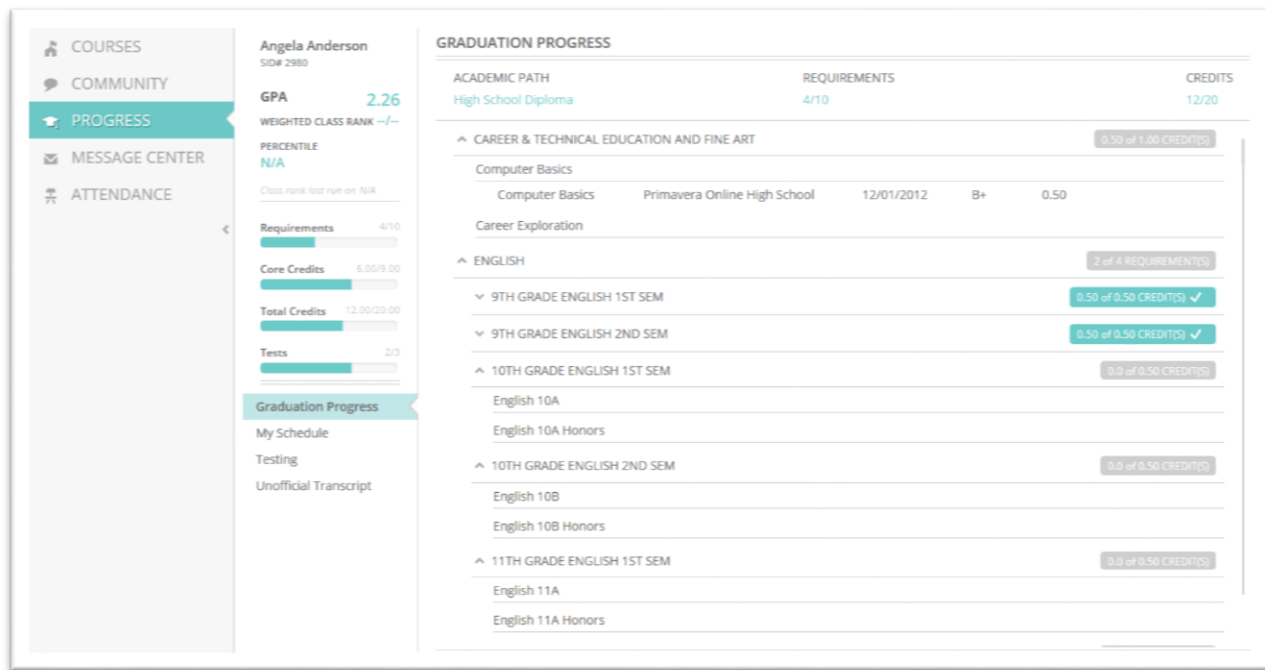 COURSES
COMMUNITY
PROGRESS
MESSAGE CENTER
ATTENDANCE
Angela Anderson
SID# 2980
GPA 2.26
WEIGHTED CLASS RANK --/--
PERCENTILE
N/A
Class rank last run on N/A
Requirements 4/10
Core Credits 6.00/9.00
Total Credits 12.00/20.00
Tests 2/3
Graduation Progress
My Schedule
Testing
Unofficial Transcript
GRADUATION PROGRESS
ACADEMIC PATH REQUIREMENTS CREDITS
High School Diploma 4/10 12/20
CAREER & TECHNICAL EDUCATION AND FINE ART 0.50 of 1.00 CREDIT(S)
Computer Basics
Computer Basics Primavera Online High School 12/01/2012 B+ 0.50
Career Exploration
ENGLISH 2 of 4 REQUIREMENT(S)
9TH GRADE ENGLISH 1ST SEM 0.50 of 0.50 CREDIT(S)
9TH GRADE ENGLISH 2ND SEM 0.50 of 0.50 CREDIT(S)
10TH GRADE ENGLISH 1ST SEM 0.0 of 0.50 CREDIT(S)
English 10A
English 10A Honors
10TH GRADE ENGLISH 2ND SEM 0.0 of 0.50 CREDIT(S)
English 10B
English 10B Honors
11TH GRADE ENGLISH 1ST SEM 0.0 of 0.50 CREDIT(S)
English 11A
English 11A Honors